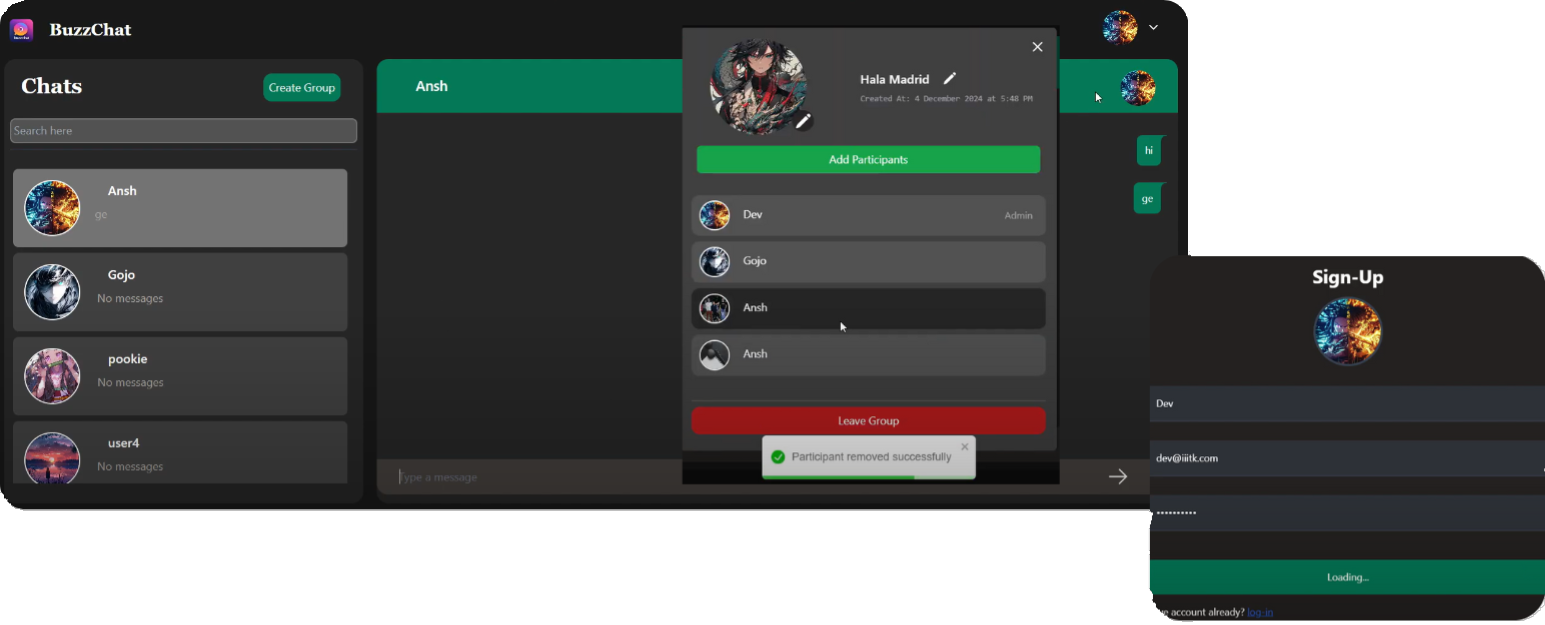 BuzzChat
Chats
Create Group
Search here
Ansh
ge
Gojo
No messages
pookie
No messages
user4
No messages
Ansh
hi
ge
Type a message
Hala Madrid
Created At: 4 December 2024 at 5:48 PM
Add Participants
Dev
Admin
Gojo
Ansh
Ansh
Leave Group
Participant removed successfully
Sign-Up
Dev
dev@iiitk.com
••••••••••
Loading...
account already? log-in